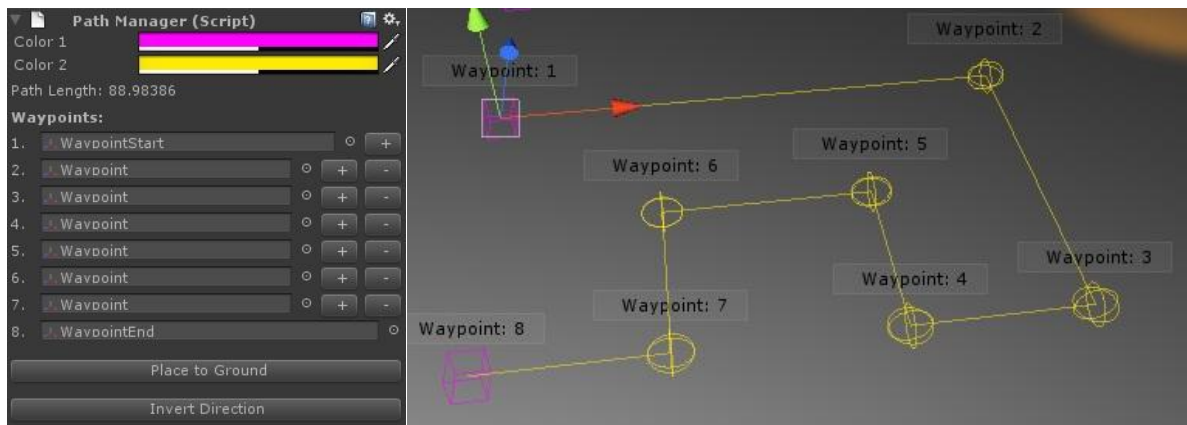 Path Manager (Script)
Color 1
Color 2
Path Length: 88.98386
Waypoints:
1. WaypointStart +
2. Waypoint + -
3. Waypoint + -
4. Waypoint + -
5. Waypoint + -
6. Waypoint + -
7. Waypoint + -
8. WaypointEnd
Place to Ground
Invert Direction
Waypoint: 2
Waypoint: 1
Waypoint: 5
Waypoint: 6
Waypoint: 3
Waypoint: 4
Waypoint: 7
Waypoint: 8